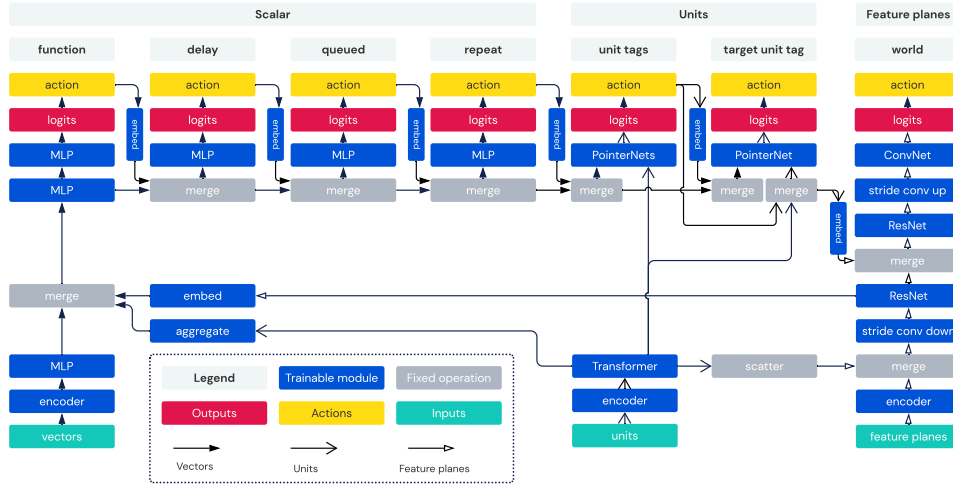 Scalar Units Feature planes
function delay queued repeat unit tags target unit tag world
action action action action action action action
logits embed logits embed logits embed logits embed logits embed logits logits
MLP MLP MLP MLP PointerNets PointerNet ConvNet
MLP merge merge merge merge merge merge stride conv up
embed ResNet
merge
merge embed ResNet
aggregate stride conv down
MLP Transformer scatter merge
encoder encoder encoder
vectors units feature planes
Legend Trainable module Fixed operation
Outputs Actions Inputs
Vectors Units Feature planes